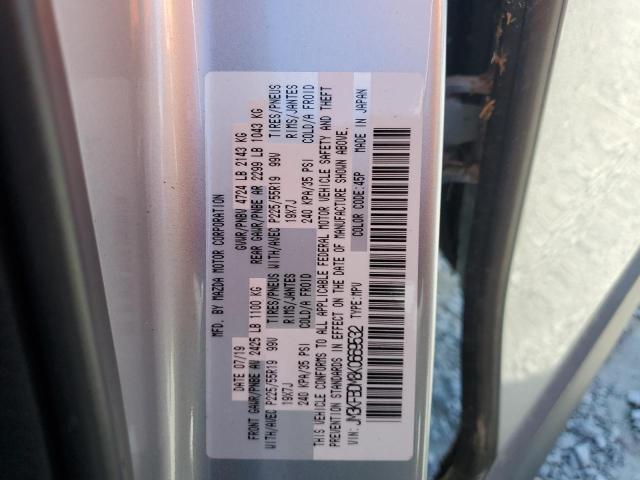 MFD. BY MAZDA MOTOR CORPORATION
DATE 07/19 GVWR/PNBV 4724 LB 2143 KG
FRONT GAWR/PNBE AV 2425 LB 1100 KG REAR GAWR/PNBE AR 2299 LB 1043 KG
WITH/AVEC P225/55R19 99V TIRES/PNEUS WITH/AVEC P225/55R19 99V TIRES/PNEUS
19X7J RIMS/JANTES 19X7J RIMS/JANTES
240 KPA/35 PSI COLD/A FROID 240 KPA/35 PSI COLD/A FROID
THIS VEHICLE CONFORMS TO ALL APPLICABLE FEDERAL MOTOR VEHICLE SAFETY AND THEFT
PREVENTION STANDARDS IN EFFECT ON THE DATE OF MANUFACTURE SHOWN ABOVE.
VIN: JM3KFBDM8K0669632 TYPE:MPV COLOR CODE:45P MADE IN JAPAN